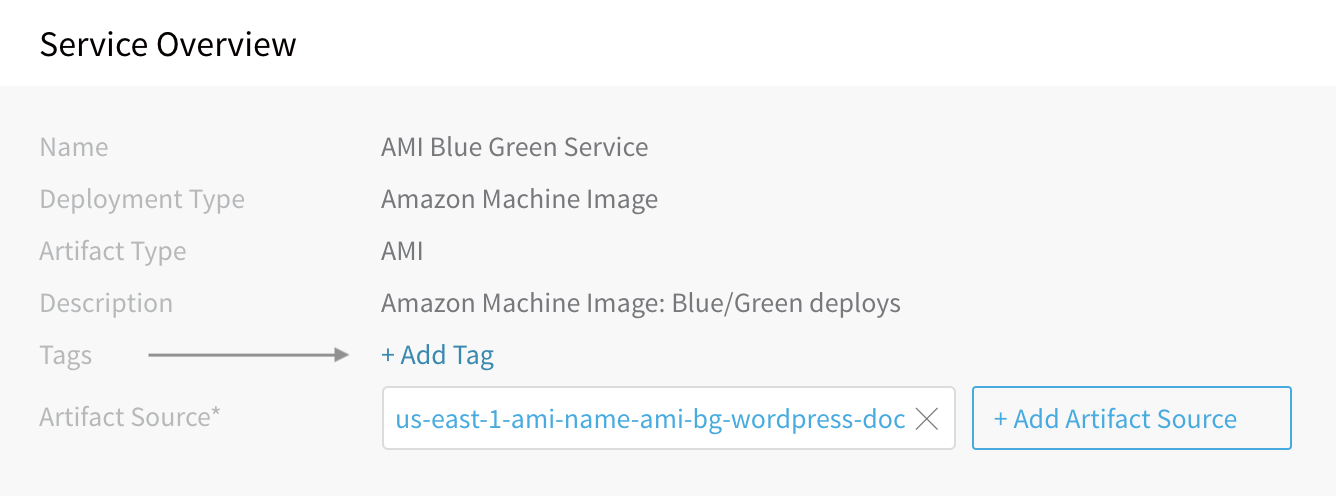 Service Overview
Name AMI Blue Green Service
Deployment Type Amazon Machine Image
Artifact Type AMI
Description Amazon Machine Image: Blue/Green deploys
Tags + Add Tag
Artifact Source* us-east-1-ami-name-ami-bg-wordpress-doc + Add Artifact Source